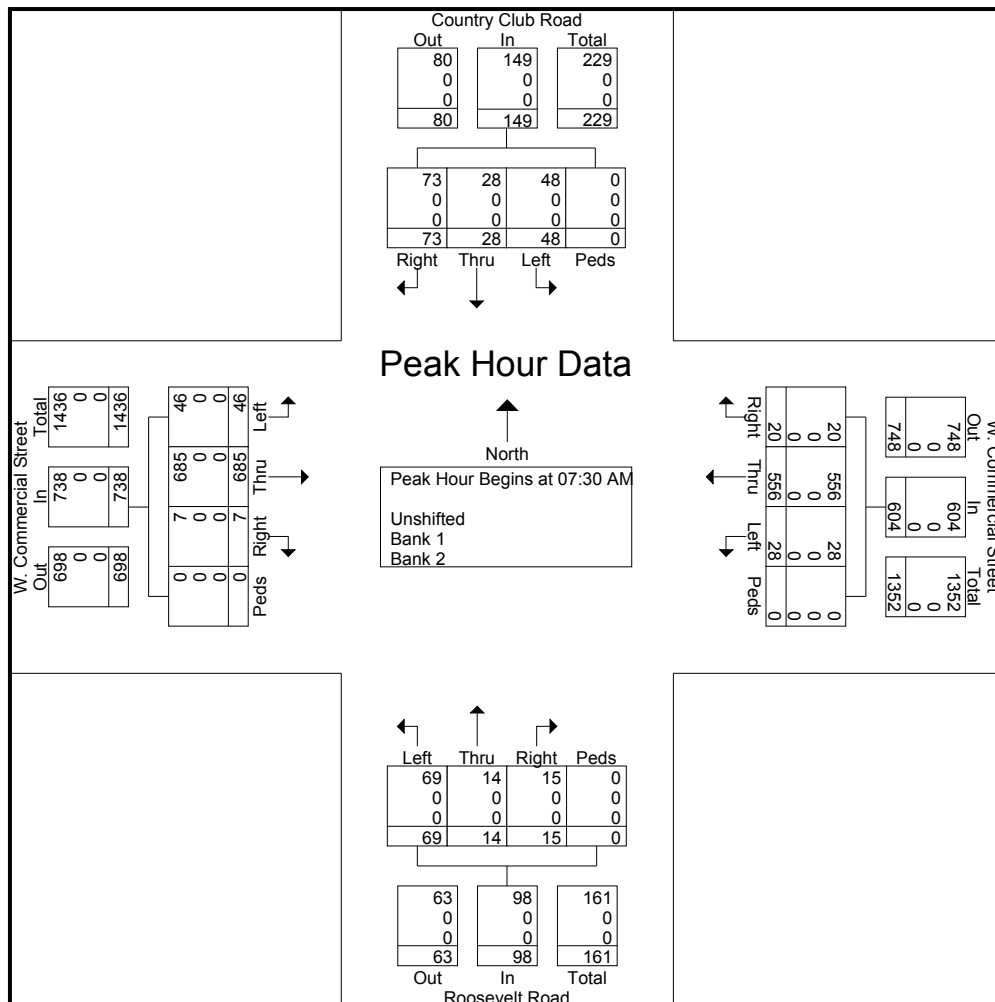 Country Club Road
Out In Total
80 149 229
0 0 0
0 0 0
80 149 229
73 28 48 0
0 0 0 0
0 0 0 0
73 28 48 0
Right Thru Left Peds
Peak Hour Data
North
Peak Hour Begins at 07:30 AM
Unshifted
Bank 1
Bank 2
W. Commercial Street
Total In Out
1436 738 698
0 0 0
0 0 0
1436 738 698
46 685 7 0
0 0 0 0
0 0 0 0
46 685 7 0
Left Thru Right Peds
W. Commercial Street
Out In Total
748 604 1352
0 0 0
0 0 0
748 604 1352
20 556 28 0
0 0 0 0
0 0 0 0
20 556 28 0
Right Thru Left Peds
Left Thru Right Peds
69 14 15 0
0 0 0 0
0 0 0 0
69 14 15 0
63 98 161
0 0 0
0 0 0
63 98 161
Out In Total
Roosevelt Road